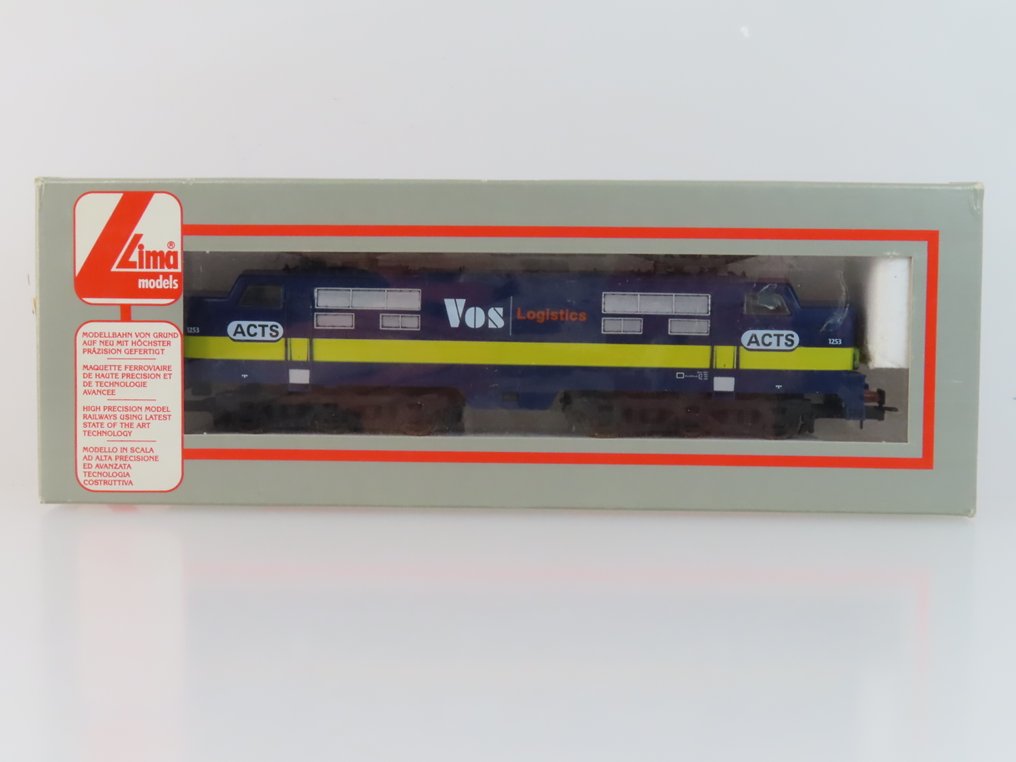 Lima®
models
MODELLBAHN VON GRUND
AUF NEU MIT HÖCHSTER
PRÄZISION GEFERTIGT
MAQUETTE FERROVIAIRE
DE HAUTE PRECISION ET
DE TECHNOLOGIE
AVANCEE
HIGH PRECISION MODEL
RAILWAYS USING LATEST
STATE OF THE ART
TECHNOLOGY
MODELLO IN SCALA
AD ALTA PRECISIONE
ED AVANZATA
TECNOLOGIA
COSTRUTTIVA
1253
ACTS
Vos Logistics
ACTS
1253